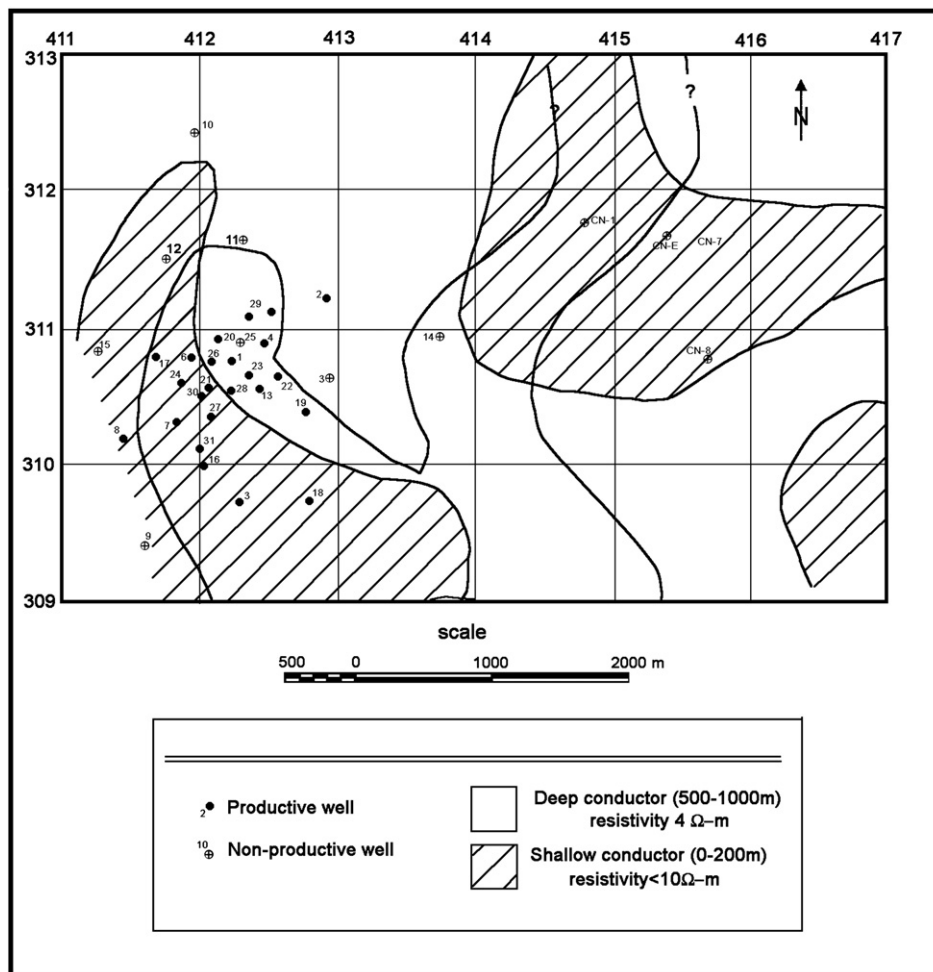 411 412 413 414 415 416 417
313
? ?
N
10
312
CN-1
12 11 CN-E CN-7
2
29
311
14
15 20 25 4
CN-8
17 6 26 1
24 23 22 3
21
30 28 13
19
27
7
8
31
310
16
3 18
9
309
scale
500 0 1000 2000 m
2 Productive well
10 Non-productive well
Deep conductor (500-1000m)
resistivity 4 Ω–m
Shallow conductor (0-200m)
resistivity<10Ω–m